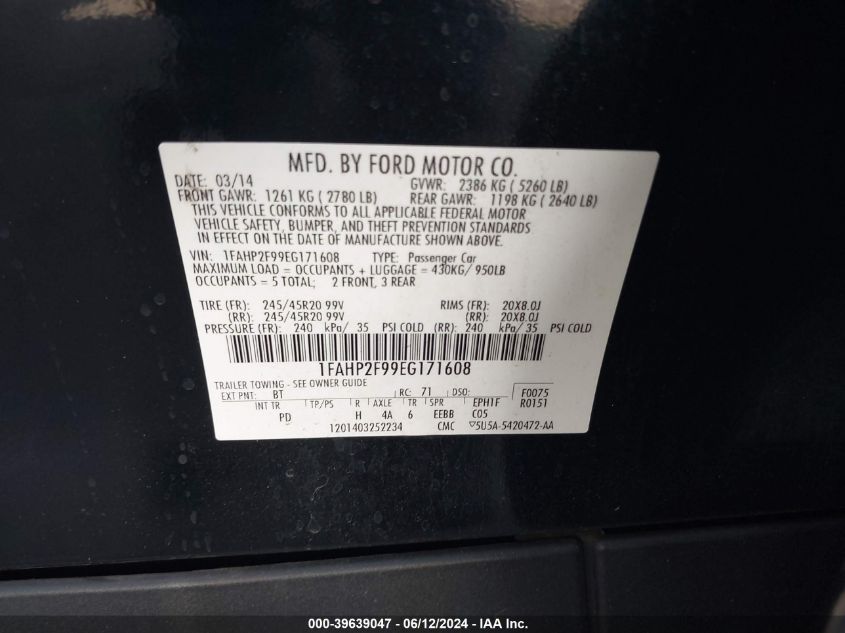 MFD. BY FORD MOTOR CO.
DATE: 03/14 GVWR: 2386 KG ( 5260 LB)
FRONT GAWR: 1261 KG ( 2780 LB) REAR GAWR: 1198 KG ( 2640 LB)
THIS VEHICLE CONFORMS TO ALL APPLICABLE FEDERAL MOTOR
VEHICLE SAFETY, BUMPER, AND THEFT PREVENTION STANDARDS
IN EFFECT ON THE DATE OF MANUFACTURE SHOWN ABOVE.
VIN: 1FAHP2F99EG171608 TYPE: Passenger Car
MAXIMUM LOAD = OCCUPANTS + LUGGAGE = 430KG/ 950LB
OCCUPANTS = 5 TOTAL; 2 FRONT, 3 REAR
TIRE (FR): 245/45R20 99V RIMS (FR): 20X8.0J
(RR): 245/45R20 99V (RR): 20X8.0J
PRESSURE (FR): 240 kPa/ 35 PSI COLD (RR): 240 kPa/ 35 PSI COLD
1FAHP2F99EG171608
TRAILER TOWING - SEE OWNER GUIDE
EXT PNT: BT RC: 71 DSO: F0075
INT TR TP/PS R AXLE TR SPR EPH1F R0151
PD H 4A 6 EEBB C05
1201403252234 CMC ▽5U5A-5420472-AA
000-39639047 - 06/12/2024 - IAA Inc.